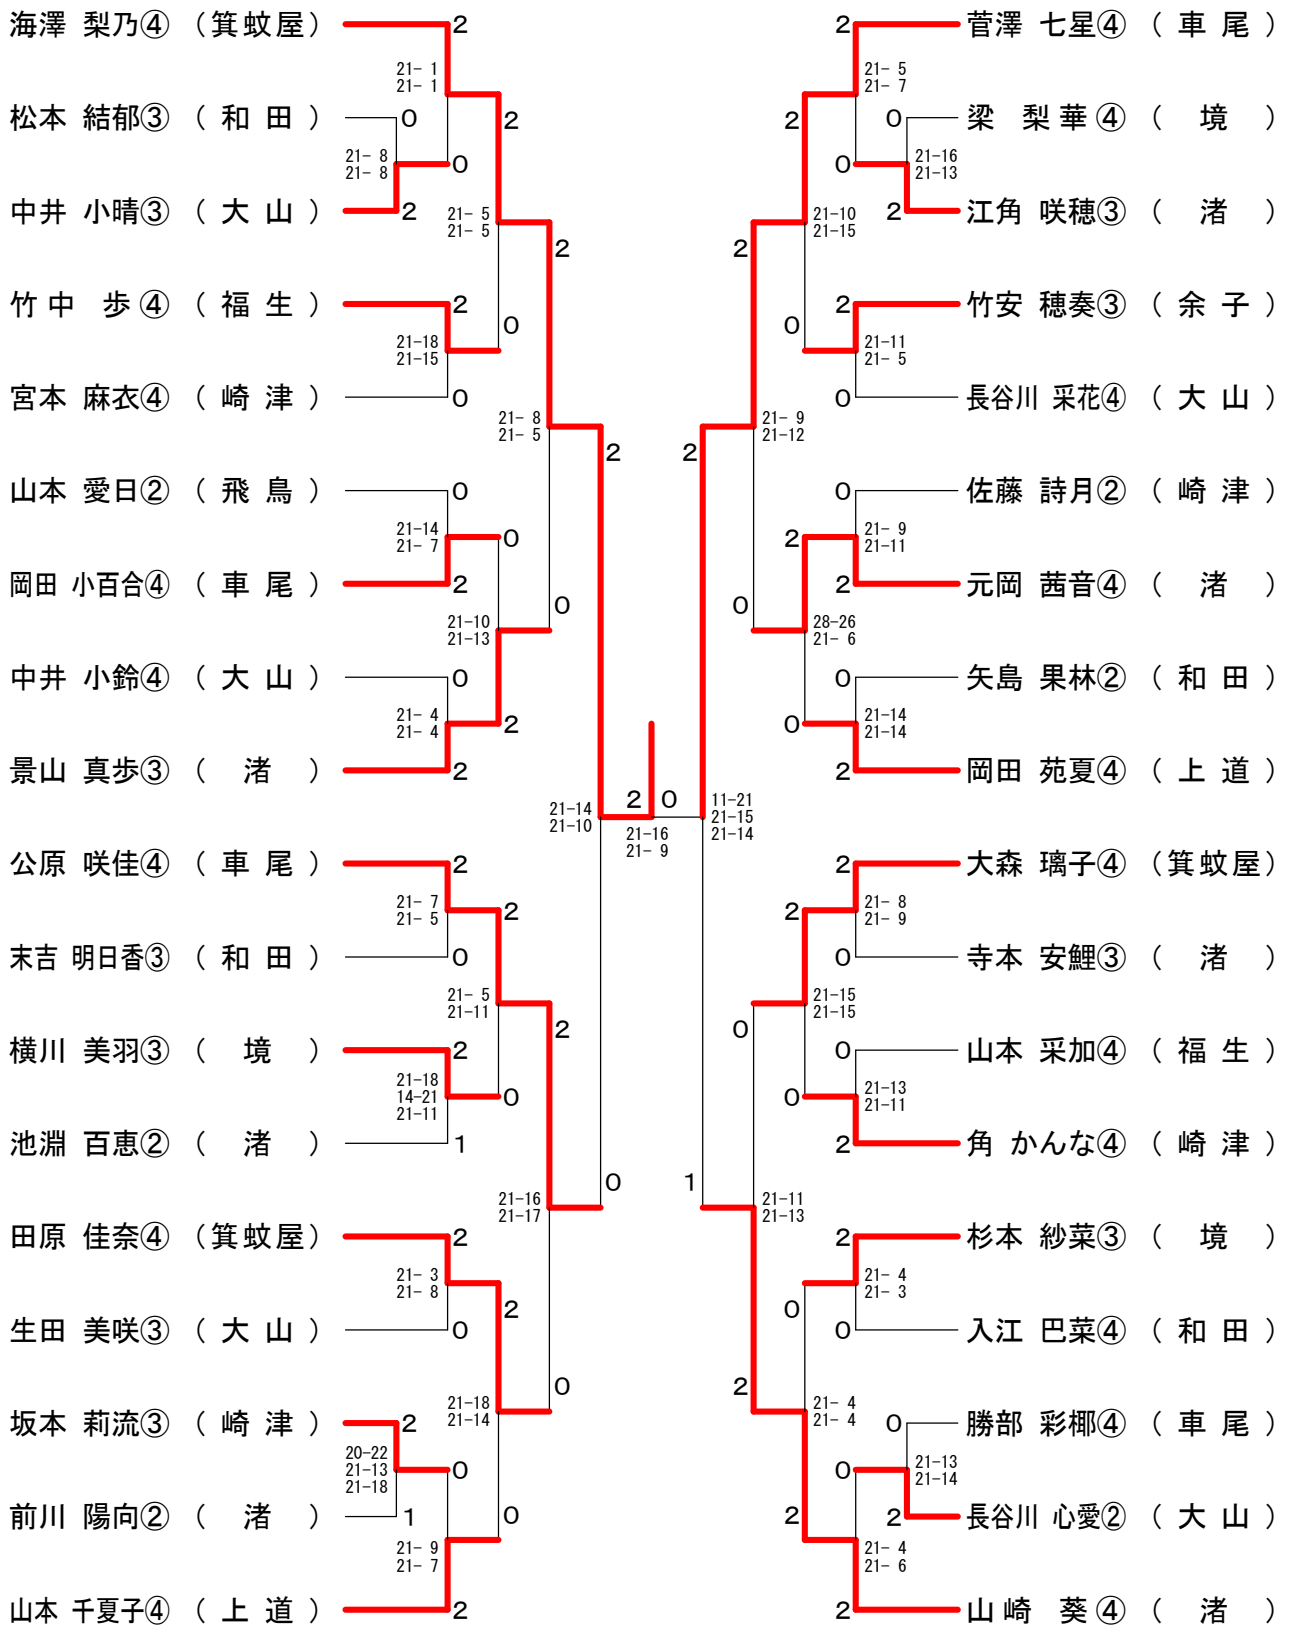 海澤 梨乃④ （箕蚊屋） 2
21- 1
21- 1
松本 結郁③ （ 和 田 ） 0
2
21- 8
21- 8
0
中井 小晴③ （ 大 山 ） 2
21- 5
21- 5
2
竹 中 歩 ④ （ 福 生 ） 2
21-18
21-15
0
宮本 麻衣④ （ 崎 津 ） 0
21- 8
21- 5
2
山本 愛日② （ 飛 鳥 ） 0
21-14
21- 7
0
岡田 小百合④ （ 車 尾 ） 2
0
21-10
21-13
中井 小鈴④ （ 大 山 ） 0
21- 4
21- 4
2
景山 真歩③ （ 渚 ） 2
21-14
21-10
2 0
21-16
21- 9
公原 咲佳④ （ 車 尾 ） 2
21- 7
21- 5
2
末吉 明日香③ （ 和 田 ） 0
21- 5
21-11
2
横川 美羽③ （ 境 ） 2
21-18
14-21
21-11
0
池淵 百恵② （ 渚 ） 1
21-16
21-17
0
田原 佳奈④ （箕蚊屋） 2
21- 3
21- 8
2
生田 美咲③ （ 大 山 ） 0
0
21-18
21-14
坂本 莉流③ （ 崎 津 ） 2
20-22
21-13
21-18
0
前川 陽向② （ 渚 ） 1
0
21- 9
21- 7
山本 千夏子④ （ 上 道 ） 2
2 菅澤 七星④ （ 車 尾 ）
21- 5
21- 7
2
0 梁 梨 華 ④ （ 境 ）
21-16
21-13
0
2 江角 咲穂③ （ 渚 ）
21-10
21-15
2
2 竹安 穂奏③ （ 余 子 ）
0
21-11
21- 5
0 長谷川 采花④ （ 大 山 ）
21- 9
21-12
2
0 佐藤 詩月② （ 崎 津 ）
21- 9
21-11
2
2 元岡 茜音④ （ 渚 ）
0
28-26
21- 6
0 矢島 果林② （ 和 田 ）
21-14
21-14
0
2 岡田 苑夏④ （ 上 道 ）
11-21
21-15
21-14
2 大森 璃子④ （箕蚊屋）
21- 8
21- 9
2
0 寺本 安鯉③ （ 渚 ）
21-15
21-15
0
0 山本 采加④ （ 福 生 ）
21-13
21-11
0
2 角 かんな④ （ 崎 津 ）
1
21-11
21-13
2 杉本 紗菜③ （ 境 ）
21- 4
21- 3
0
0 入江 巴菜④ （ 和 田 ）
2
21- 4
21- 4
0 勝部 彩椰④ （ 車 尾 ）
21-13
21-14
0
2 長谷川 心愛② （ 大 山 ）
2
21- 4
21- 6
2 山 崎 葵 ④ （ 渚 ）